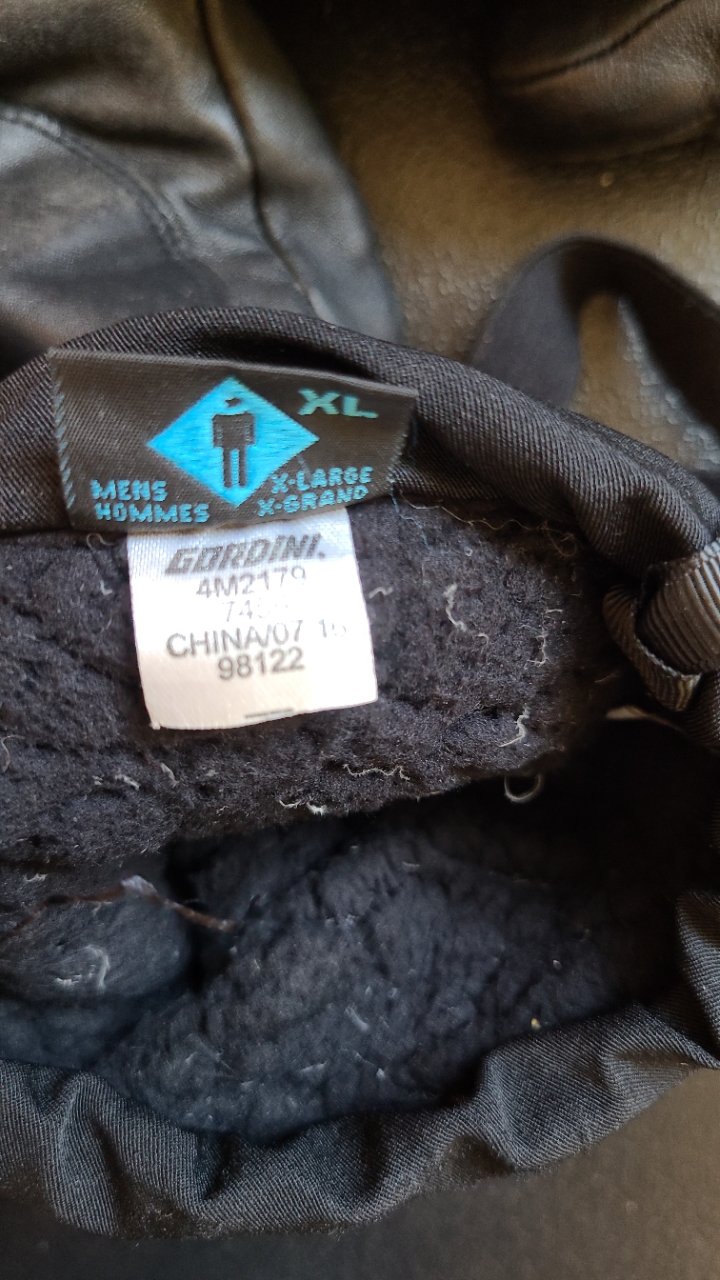 XL
MENS
HOMMES
X-LARGE
X-GRAND
GORDINI.
4M2179
CHINA/07
98122